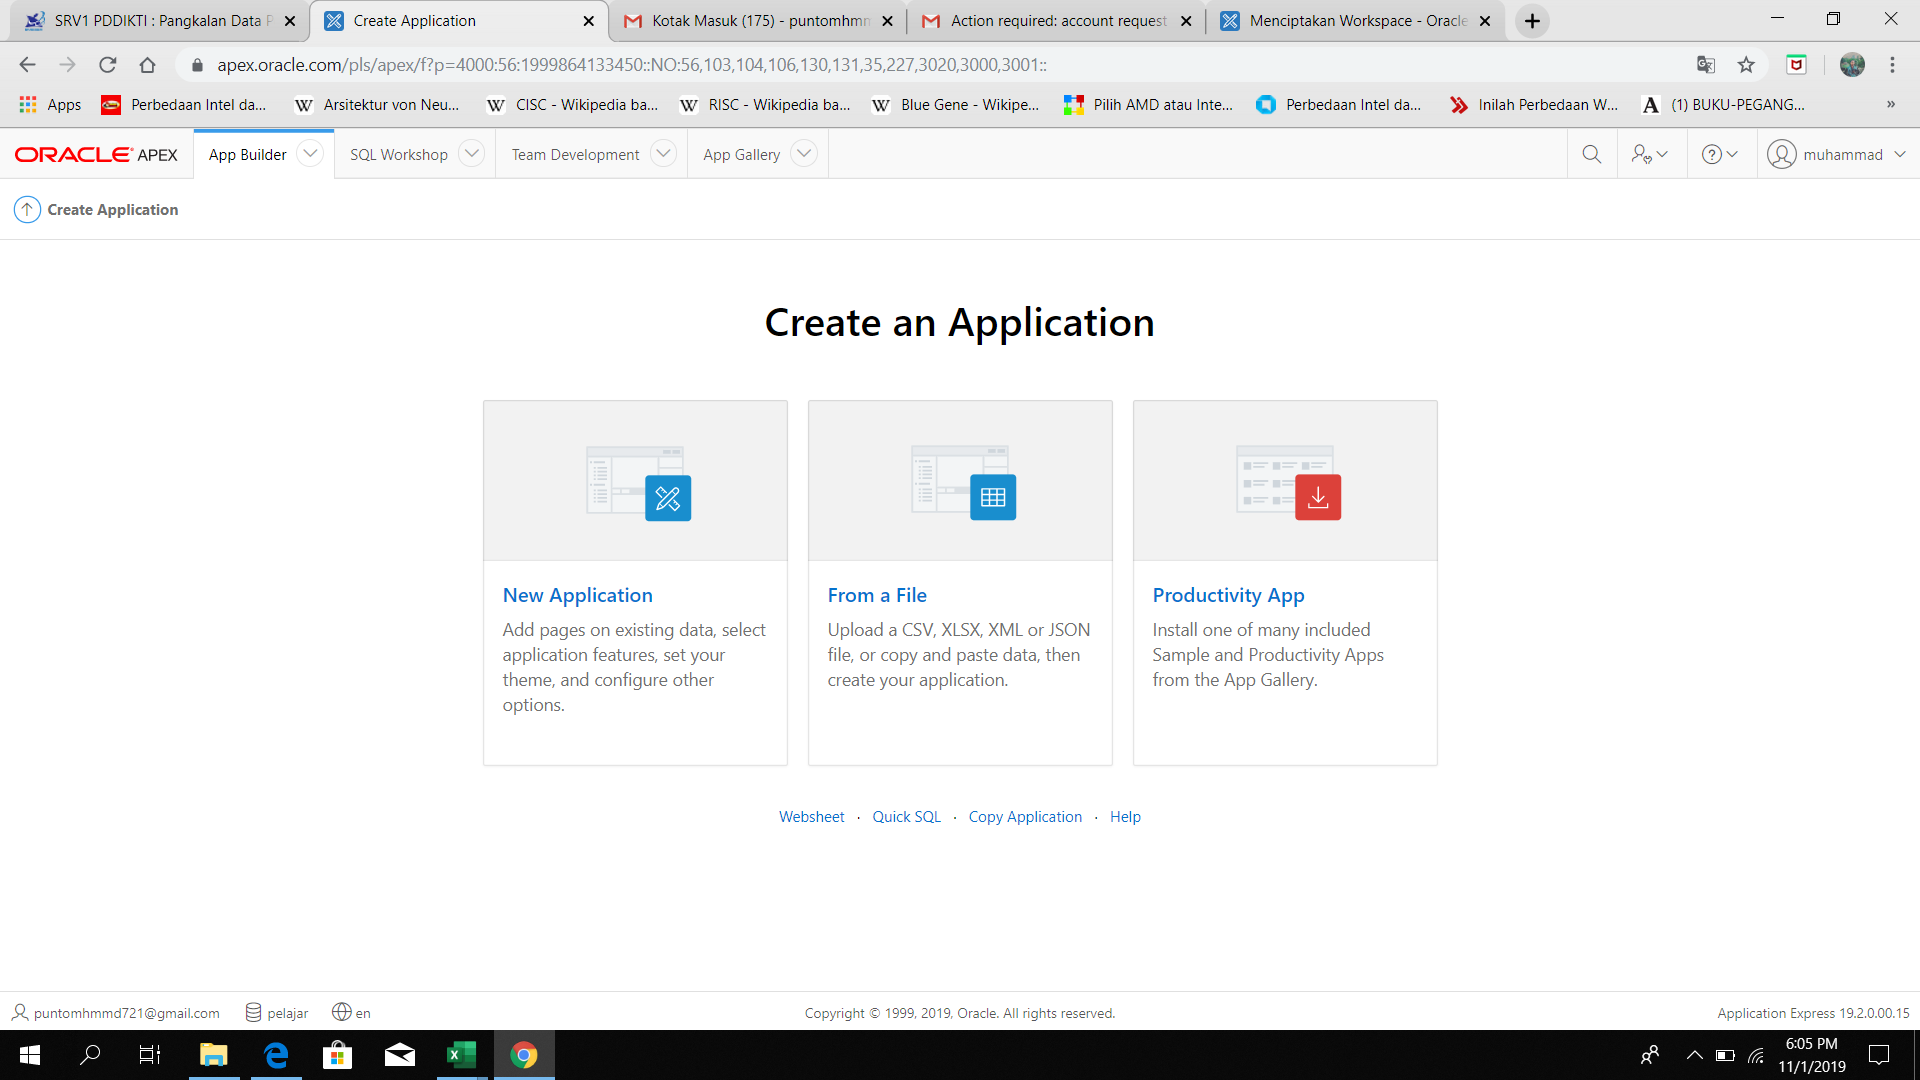 SRV1 PDDIKTI : Pangkalan Data P
Create Application
Kotak Masuk (175) - puntomhmm
Action required: account request
Menciptakan Workspace - Oracle
apex.oracle.com/pls/apex/f?p=4000:56:1999864133450::NO:56,103,104,106,130,131,35,227,3020,3000,3001::
Apps
Perbedaan Intel da...
Arsitektur von Neu...
CISC - Wikipedia ba...
RISC - Wikipedia ba...
Blue Gene - Wikipe...
Pilih AMD atau Inte...
Perbedaan Intel da...
Inilah Perbedaan W...
(1) BUKU-PEGANG...
ORACLE APEX
App Builder
SQL Workshop
Team Development
App Gallery
muhammad
Create Application
Create an Application
New Application
Add pages on existing data, select
application features, set your
theme, and configure other
options.
From a File
Upload a CSV, XLSX, XML or JSON
file, or copy and paste data, then
create your application.
Productivity App
Install one of many included
Sample and Productivity Apps
from the App Gallery.
Websheet · Quick SQL · Copy Application · Help
puntomhmmd721@gmail.com
pelajar
en
Copyright © 1999, 2019, Oracle. All rights reserved.
Application Express 19.2.0.00.15
6:05 PM
11/1/2019